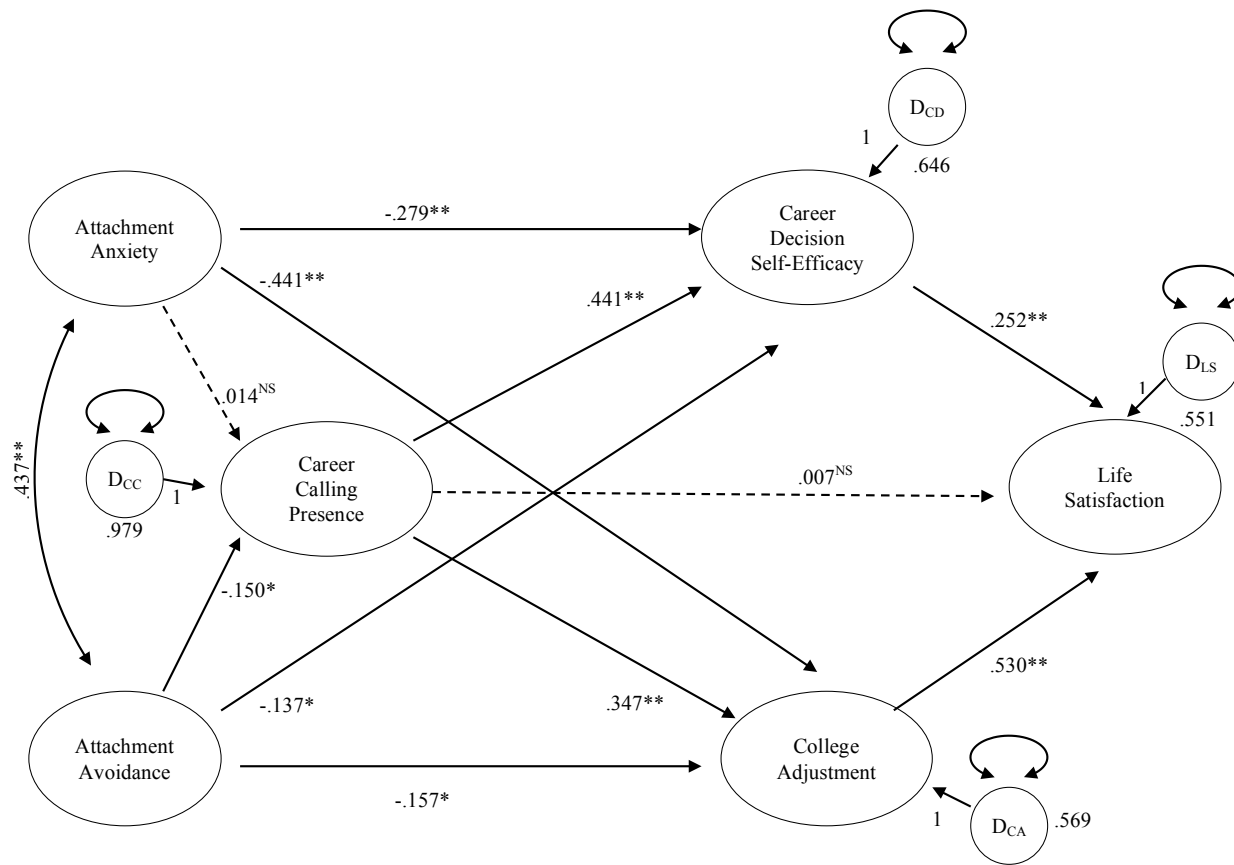 D_CD
1
.646
Attachment
Anxiety
-.279**
Career
Decision
Self-Efficacy
-.441**
.441**
.252**
D_LS
1
.551
.014^NS
.437**
D_CC
1
.979
Career
Calling
Presence
.007^NS
Life
Satisfaction
-.150*
-.137*
.347**
.530**
Attachment
Avoidance
-.157*
College
Adjustment
1
D_CA
.569